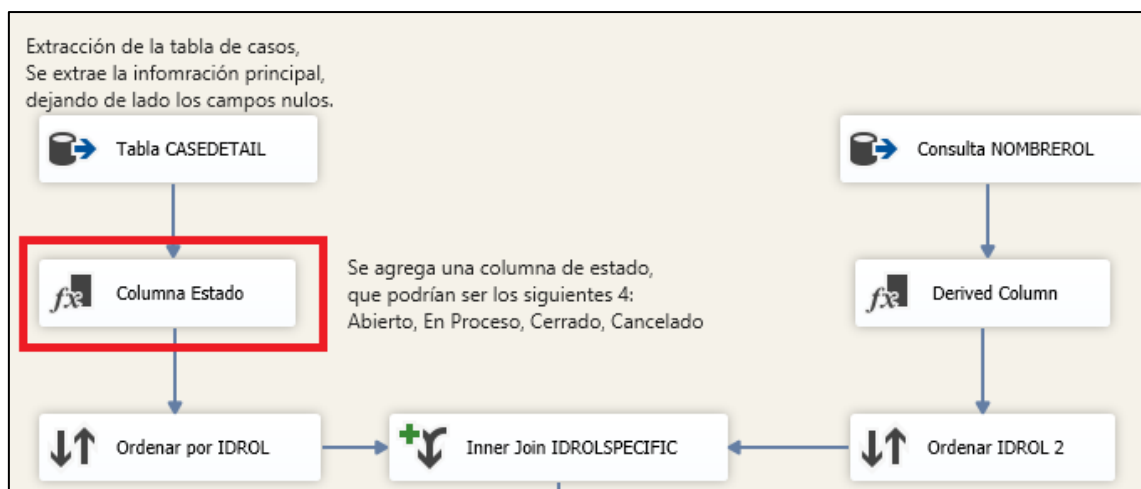 Extracción de la tabla de casos,
Se extrae la infomración principal,
dejando de lado los campos nulos.
Tabla CASEDETAIL
Consulta NOMBREROL
fx Columna Estado
Se agrega una columna de estado,
que podrían ser los siguientes 4:
Abierto, En Proceso, Cerrado, Cancelado
fx Derived Column
Ordenar por IDROL
Inner Join IDROLSPECIFIC
Ordenar IDROL 2